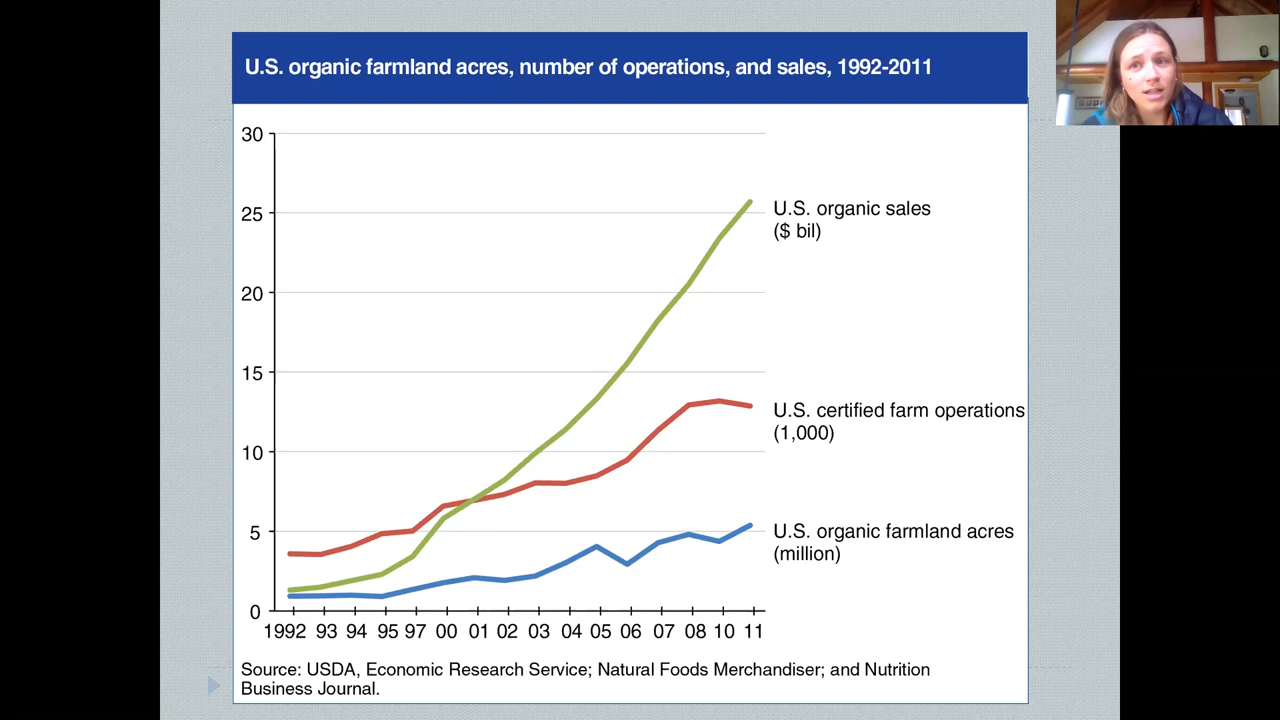 U.S. organic farmland acres, number of operations, and sales, 1992-2011
30
25
20
15
10
5
0
U.S. organic sales
($ bil)
U.S. certified farm operations
(1,000)
U.S. organic farmland acres
(million)
1992 93 94 95 97 00 01 02 03 04 05 06 07 08 10 11
Source: USDA, Economic Research Service; Natural Foods Merchandiser; and Nutrition
Business Journal.